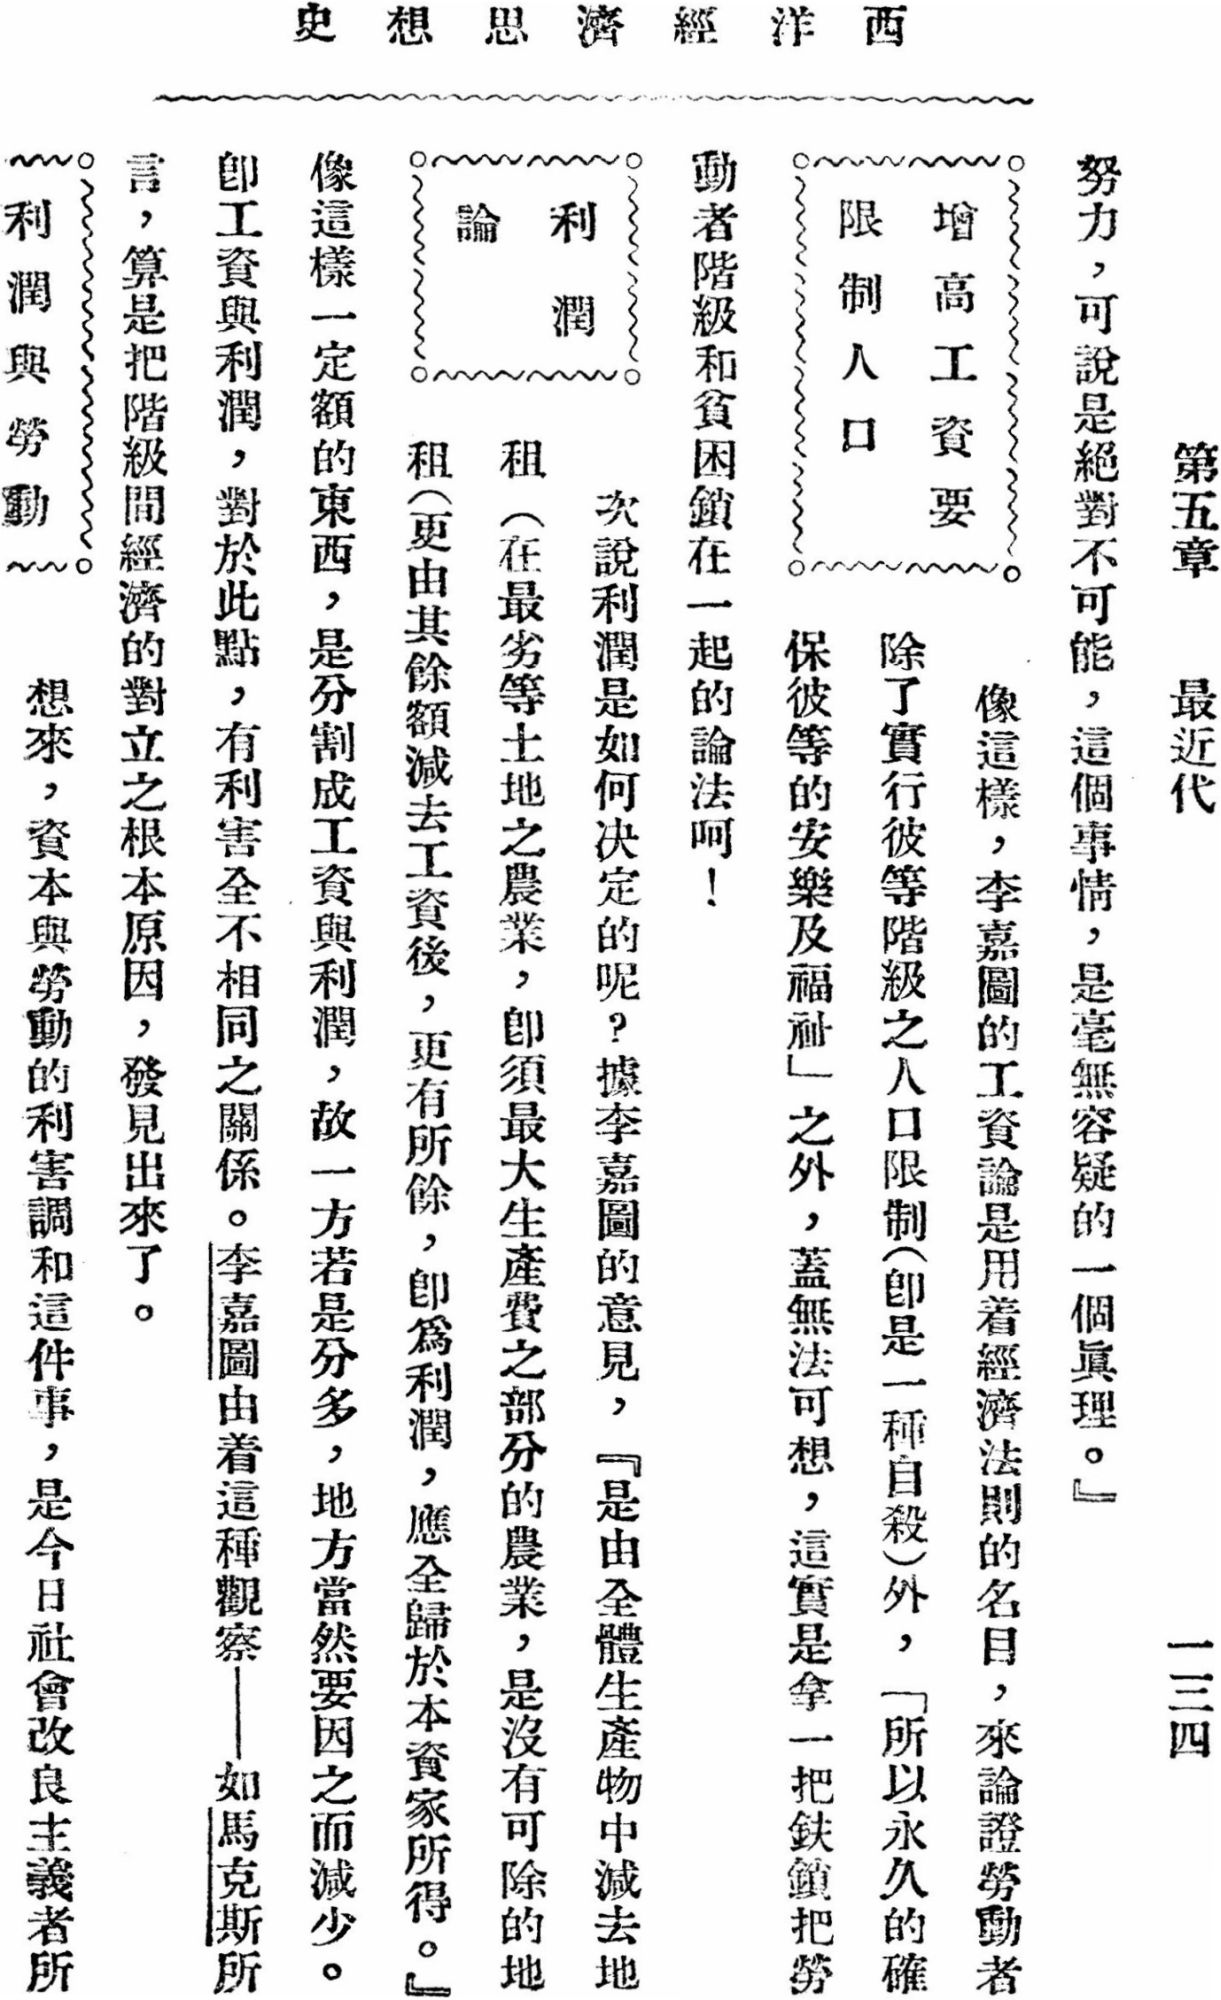 西洋經濟思想史
第五章　最近代　一三四
努力，可說是絕對不可能，這個事情，是毫無容疑的一個眞理。』
增高工資要
限制人口
像這樣，李嘉圖的工資論是用着經濟法則的名目，來論證勞動者
除了實行彼等階級之人口限制（卽是一種自殺）外，「所以永久的確
保彼等的安樂及福祉」之外，蓋無法可想，這實是拿一把鈇鎖把勞
動者階級和貧困鎖在一起的論法呵！
利潤
論
次說利潤是如何决定的呢？據李嘉圖的意見，『是由全體生產物中減去地
租（在最劣等土地之農業，卽須最大生產費之部分的農業，是沒有可除的地
租（更由其餘額減去工資後，更有所餘，卽爲利潤，應全歸於本資家所得。』
像這樣一定額的東西，是分割成工資與利潤，故一方若是分多，地方當然要因之而減少。
卽工資與利潤，對於此點，有利害全不相同之關係。李嘉圖由着這種觀察——如馬克斯所
言，算是把階級間經濟的對立之根本原因，發見出來了。
利潤與勞動
想來，資本與勞動的利害調和這件事，是今日社會改良主義者所